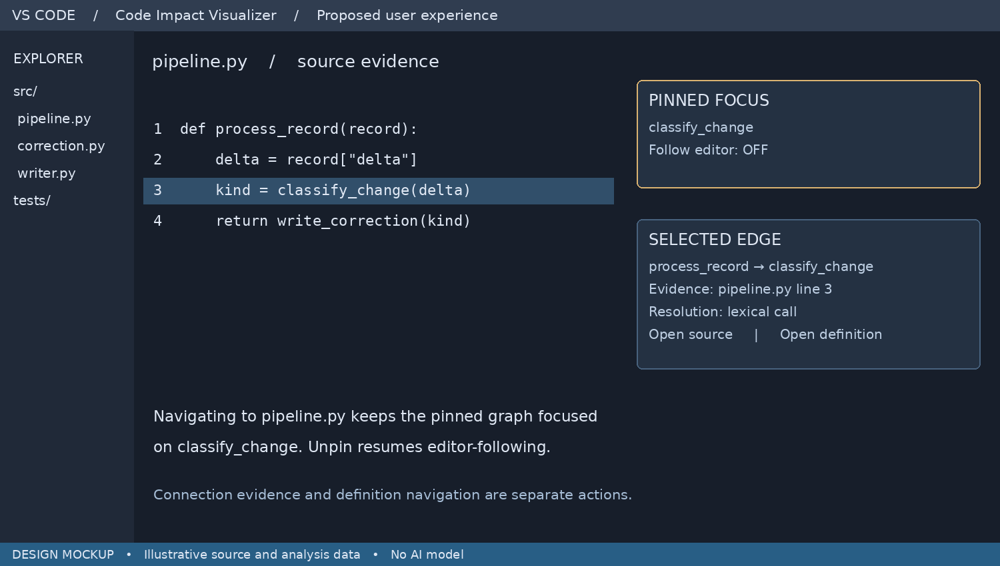 VS CODE / Code Impact Visualizer / Proposed user experience
EXPLORER
src/
pipeline.py
correction.py
writer.py
tests/
pipeline.py / source evidence
1 def process_record(record):
2     delta = record["delta"]
3     kind = classify_change(delta)
4     return write_correction(kind)
PINNED FOCUS
classify_change
Follow editor: OFF
SELECTED EDGE
process_record → classify_change
Evidence: pipeline.py line 3
Resolution: lexical call
Open source | Open definition
Navigating to pipeline.py keeps the pinned graph focused
on classify_change. Unpin resumes editor-following.
Connection evidence and definition navigation are separate actions.
DESIGN MOCKUP • Illustrative source and analysis data • No AI model